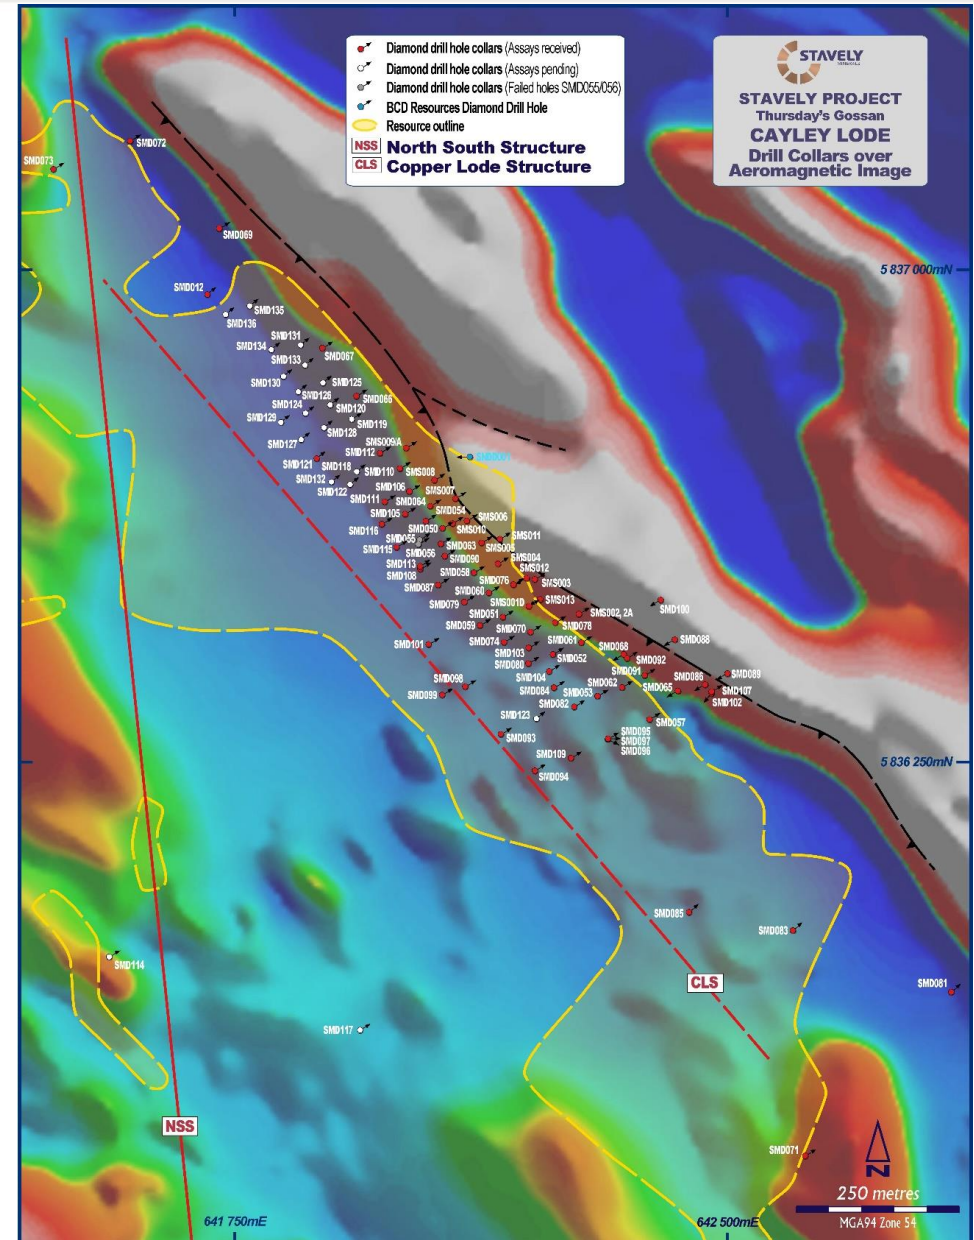 Diamond drill hole collars (Assays received)
Diamond drill hole collars (Assays pending)
Diamond drill hole collars (Failed holes SMD055/056)
BCD Resources Diamond Drill Hole
Resource outline
NSS North South Structure
CLS Copper Lode Structure
STAVELY
MINERALS
STAVELY PROJECT
Thursday's Gossan
CAYLEY LODE
Drill Collars over
Aeromagnetic Image
SMD072
SMD073
SMD069
5 837 000mN
SMD012
SMD135
SMD136
SMD131
SMD134
SMD067
SMD133
SMD130
SMD125
SMD126
SMD066
SMD124
SMD120
SMD129
SMD119
SMD128
SMD127
SMS009/A
SMD112
SMD121
SMD118
SMD110
SMS008
SMD132
SMD122
SMD106
SMS007
SMD111
SMD064
SMD105
SMD054
SMS006
SMD116
SMD050
SMS010
SMD055
SMS011
SMD115
SMD056
SMD063
SMS005
SMD113
SMD090
SMS004
SMD108
SMD058
SMS012
SMD087
SMD076
SMS003
SMD060
SMD079
SMS001D
SMS013
SMD100
SMD051
SMS002, 2A
SMD059
SMD070
SMD078
SMD101
SMD074
SMD061
SMD068
SMD088
SMD103
SMD052
SMD092
SMD080
SMD091
SMD104
SMD086
SMD089
SMD098
SMD084
SMD062
SMD065
SMD107
SMD099
SMD053
SMD102
SMD082
SMD123
SMD057
SMD093
SMD095
SMD097
SMD096
SMD109
5 836 250mN
SMD094
SMD085
SMD083
SMD114
CLS
SMD081
SMD117
NSS
SMD071
N
250 metres
641 750mE
642 500mE
MGA94 Zone 54